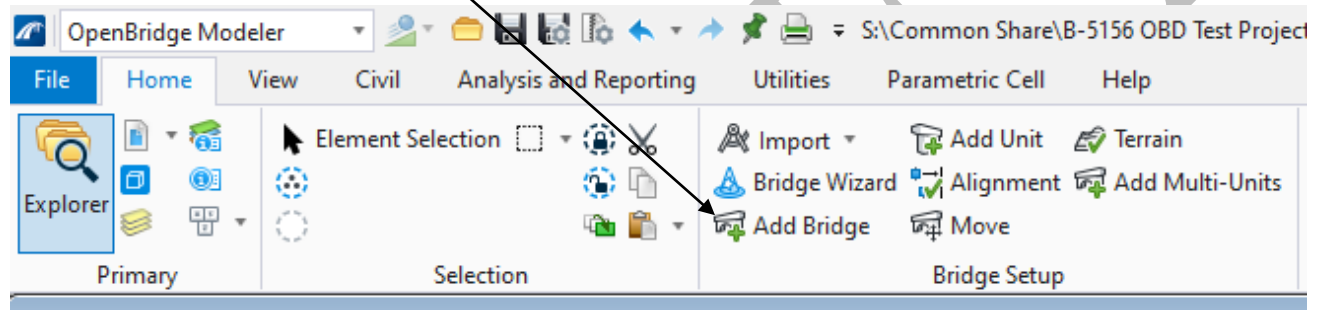 OpenBridge Modeler S:\Common Share\B-5156 OBD Test Project
File Home View Civil Analysis and Reporting Utilities Parametric Cell Help
Element Selection Import Add Unit Terrain
Explorer Bridge Wizard Alignment Add Multi-Units
Add Bridge Move
Primary Selection Bridge Setup